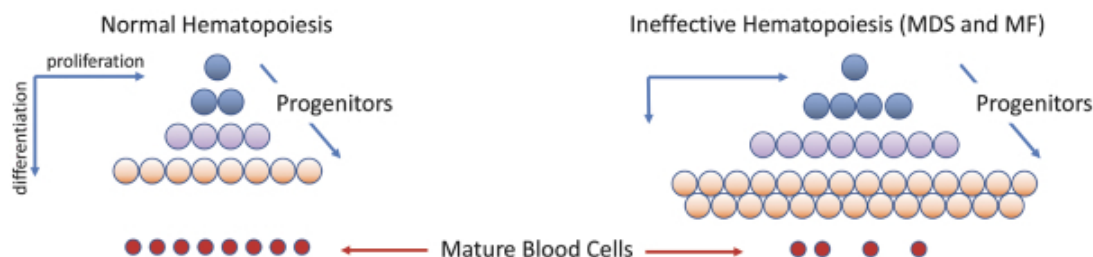 Normal Hematopoiesis
Ineffective Hematopoiesis (MDS and MF)
proliferation
differentiation
Progenitors
Progenitors
Mature Blood Cells